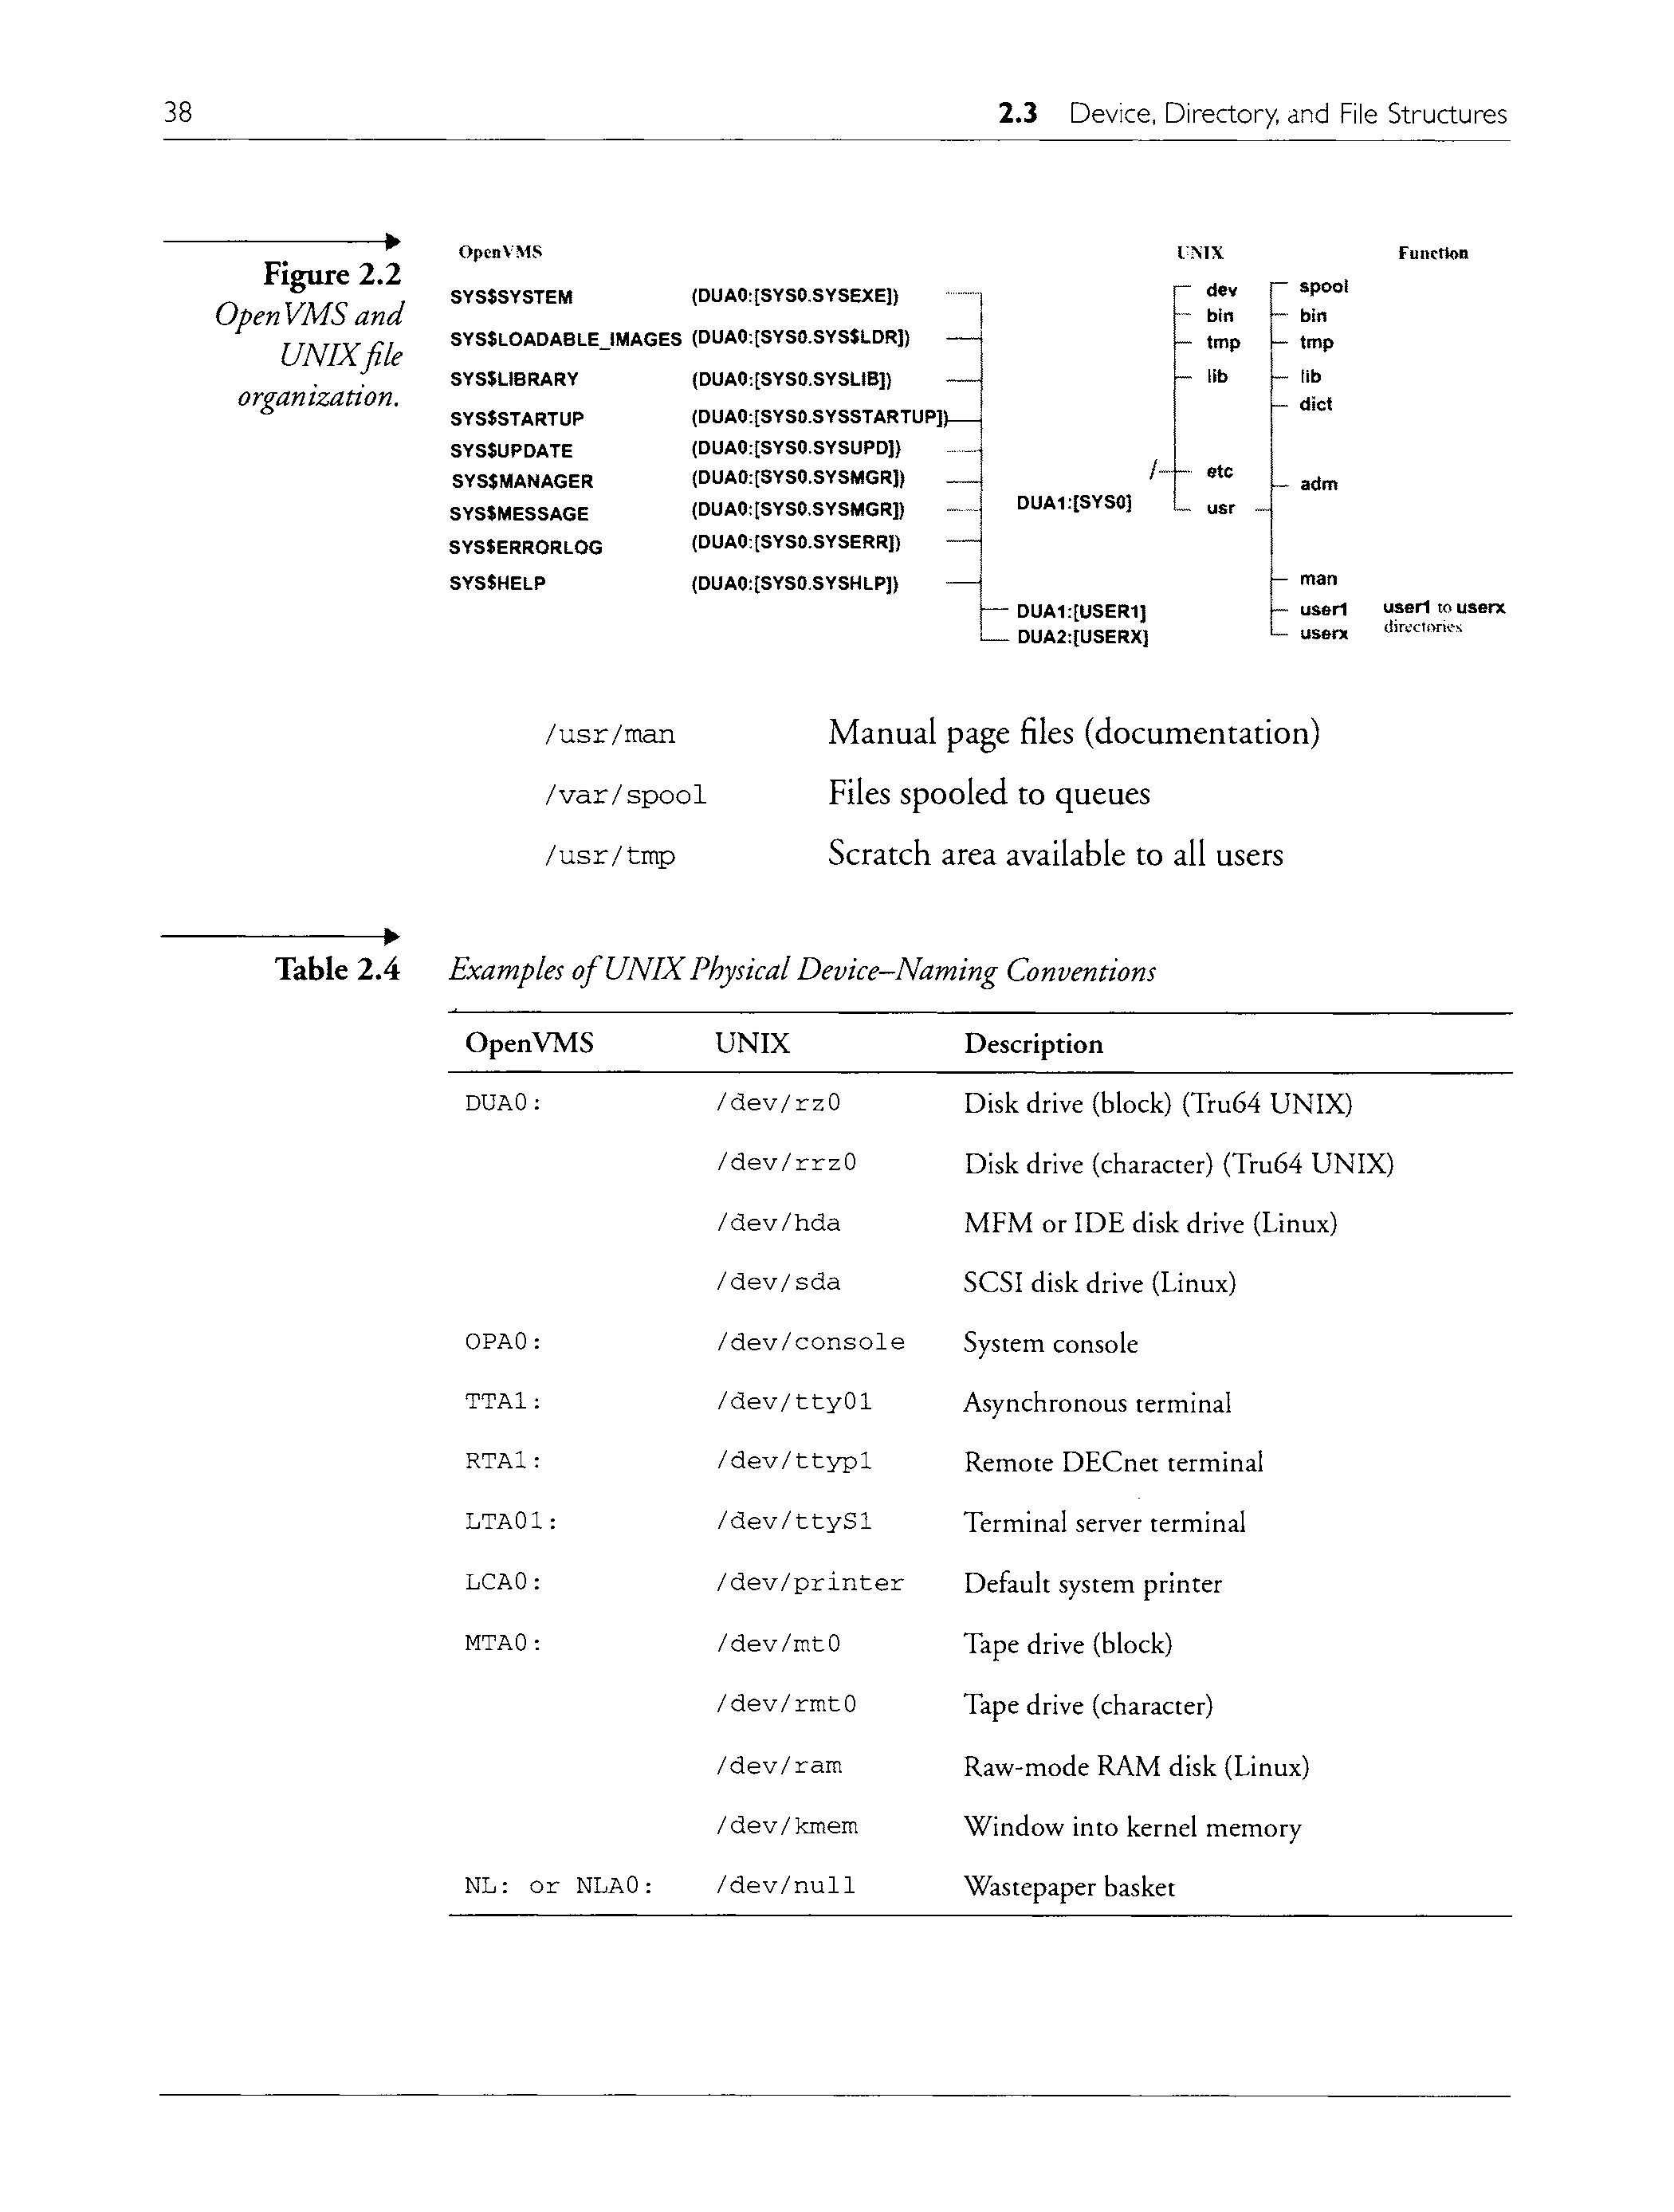 38
2.3 Device, Directory, and File Structures
Figure 2.2
OpenVMS and
UNIX file
organization.
OpenVMS UNIX Function
SYS$SYSTEM (DUA0:[SYS0.SYSEXE])
SYS$LOADABLE_IMAGES (DUA0:[SYS0.SYS$LDR])
SYS$LIBRARY (DUA0:[SYS0.SYSLIB])
SYS$STARTUP (DUA0:[SYS0.SYSSTARTUP])
SYS$UPDATE (DUA0:[SYS0.SYSUPD])
SYS$MANAGER (DUA0:[SYS0.SYSMGR])
SYS$MESSAGE (DUA0:[SYS0.SYSMGR])
SYS$ERRORLOG (DUA0:[SYS0.SYSERR])
SYS$HELP (DUA0:[SYS0.SYSHLP])
DUA1:[SYS0]
DUA1:[USER1]
DUA2:[USERX]
/
dev
bin
tmp
lib
etc
usr
spool
bin
tmp
lib
dict
adm
man
user1
userx
user1 to userx
directories
/usr/man Manual page files (documentation)
/var/spool Files spooled to queues
/usr/tmp Scratch area available to all users
Table 2.4 Examples of UNIX Physical Device–Naming Conventions
OpenVMS UNIX Description
DUA0: /dev/rz0 Disk drive (block) (Tru64 UNIX)
/dev/rrz0 Disk drive (character) (Tru64 UNIX)
/dev/hda MFM or IDE disk drive (Linux)
/dev/sda SCSI disk drive (Linux)
OPA0: /dev/console System console
TTA1: /dev/tty01 Asynchronous terminal
RTA1: /dev/ttyp1 Remote DECnet terminal
LTA01: /dev/ttyS1 Terminal server terminal
LCA0: /dev/printer Default system printer
MTA0: /dev/mt0 Tape drive (block)
/dev/rmt0 Tape drive (character)
/dev/ram Raw-mode RAM disk (Linux)
/dev/kmem Window into kernel memory
NL: or NLA0: /dev/null Wastepaper basket